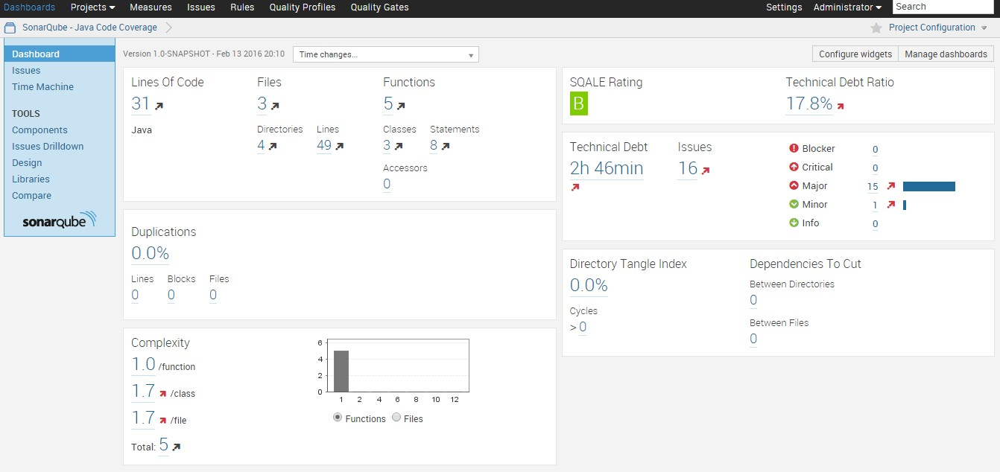 Dashboards Projects Measures Issues Rules Quality Profiles Quality Gates Settings Administrator Search
SonarQube - Java Code Coverage Project Configuration
Dashboard
Issues
Time Machine
TOOLS
Components
Issues Drilldown
Design
Libraries
Compare
sonarqube
Version 1.0-SNAPSHOT - Feb 13 2016 20:10 Time changes... Configure widgets Manage dashboards
Lines Of Code Files Functions
31 3 5
Java Directories Lines Classes Statements
4 49 3 8
Accessors
0
Duplications
0.0%
Lines Blocks Files
0 0 0
Complexity
1.0 /function
1.7 /class
1.7 /file
Total: 5
6
4
2
0
1 2 4 6 8 10 12
Functions Files
SQALE Rating Technical Debt Ratio
B 17.8%
Technical Debt Issues
2h 46min 16
Blocker 0
Critical 0
Major 15
Minor 1
Info 0
Directory Tangle Index Dependencies To Cut
0.0% Between Directories
0
Cycles
> 0
Between Files
0